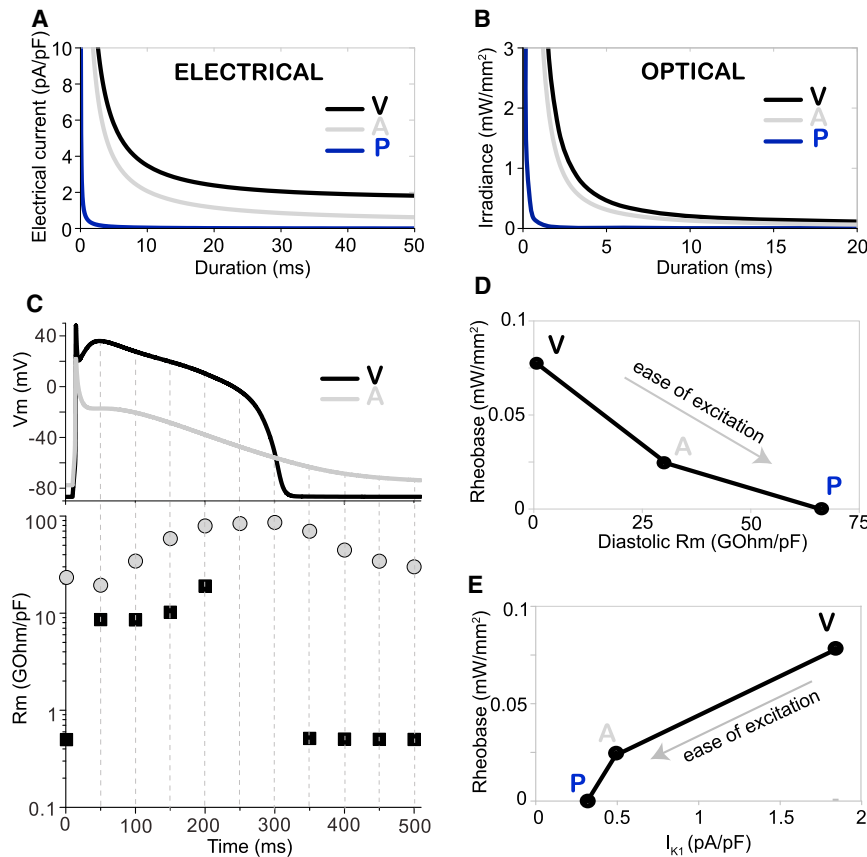 A
ELECTRICAL
Electrical current (pA/pF)
10
8
6
4
2
0
V
A
P
0 10 20 30 40 50
Duration (ms)
B
OPTICAL
Irradiance (mW/mm²)
3
2
1
0
V
A
P
0 5 10 15 20
Duration (ms)
C
Vm (mV)
40
0
-40
-80
V
A
Rm (GOhm/pF)
100
10
1
0.1
0 100 200 300 400 500
Time (ms)
D
Rheobase (mW/mm²)
0.1
0.05
0
V
A
P
ease of excitation
0 25 50 75
Diastolic Rm (GOhm/pF)
E
Rheobase (mW/mm²)
0.1
0.05
0
V
A
P
ease of excitation
0 0.5 1 1.5 2
I_K1 (pA/pF)